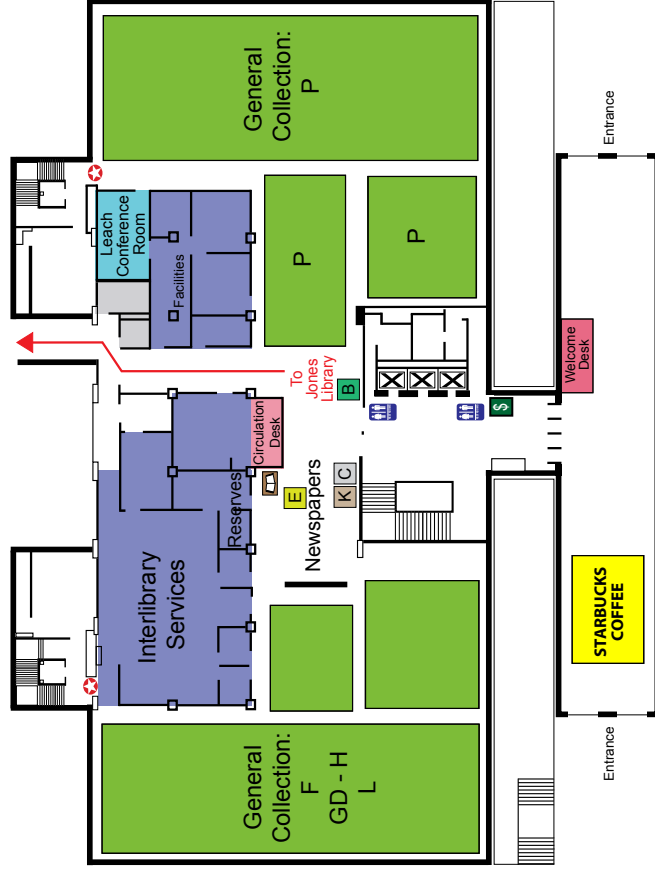 General
Collection:
F
GD - H
L
Interlibrary
Services
Reserves
Circulation
Desk
E
Newspapers
K
C
B
To
Jones
Library
$
Leach
Conference
Room
Facilities
P
P
General
Collection:
P
Welcome
Desk
STARBUCKS
COFFEE
Entrance
Entrance